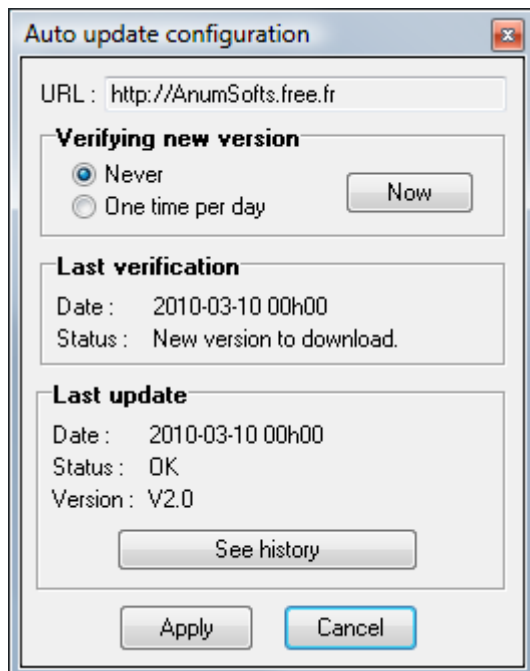 Auto update configuration
URL : http://AnumSofts.free.fr
Verifying new version
Never
One time per day
Now
Last verification
Date : 2010-03-10 00h00
Status : New version to download.
Last update
Date : 2010-03-10 00h00
Status : OK
Version : V2.0
See history
Apply Cancel